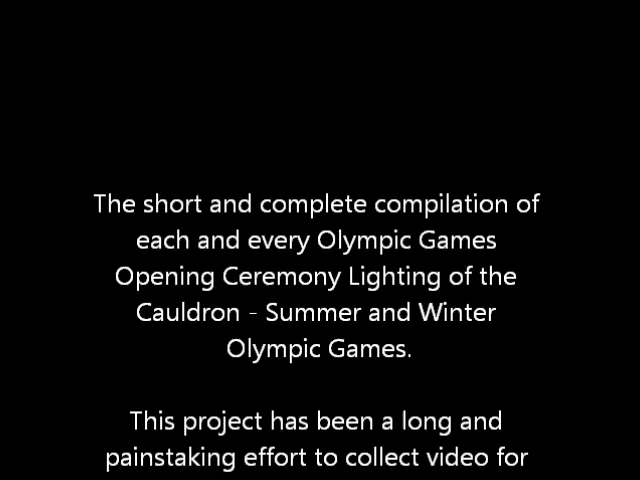 The short and complete compilation of
each and every Olympic Games
Opening Ceremony Lighting of the
Cauldron - Summer and Winter
Olympic Games.
This project has been a long and
painstaking effort to collect video for